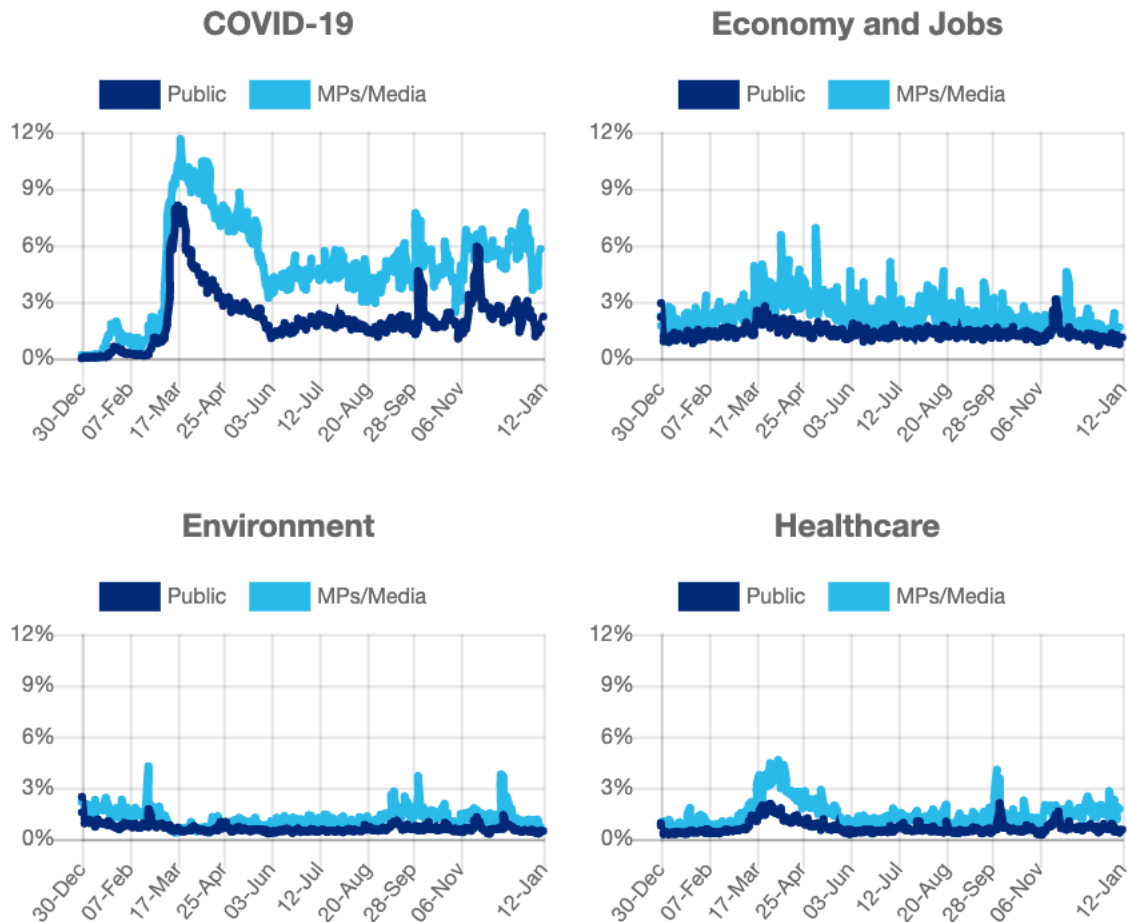 COVID-19
Economy and Jobs
Public MPs/Media
Public MPs/Media
12%
9%
6%
3%
0%
30-Dec
07-Feb
17-Mar
25-Apr
03-Jun
12-Jul
20-Aug
28-Sep
06-Nov
12-Jan
12%
9%
6%
3%
0%
30-Dec
07-Feb
17-Mar
25-Apr
03-Jun
12-Jul
20-Aug
28-Sep
06-Nov
12-Jan
Environment
Healthcare
Public MPs/Media
Public MPs/Media
12%
9%
6%
3%
0%
30-Dec
07-Feb
17-Mar
25-Apr
03-Jun
12-Jul
20-Aug
28-Sep
06-Nov
12-Jan
12%
9%
6%
3%
0%
30-Dec
07-Feb
17-Mar
25-Apr
03-Jun
12-Jul
20-Aug
28-Sep
06-Nov
12-Jan